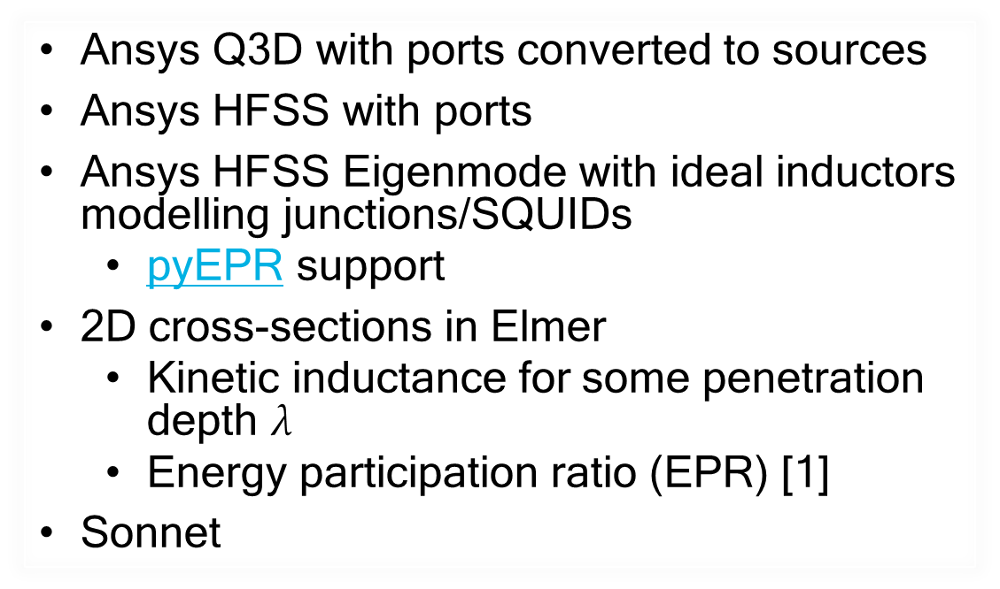 • Ansys Q3D with ports converted to sources
• Ansys HFSS with ports
• Ansys HFSS Eigenmode with ideal inductors
modelling junctions/SQUIDs
• pyEPR support
• 2D cross-sections in Elmer
• Kinetic inductance for some penetration
depth λ
• Energy participation ratio (EPR) [1]
• Sonnet